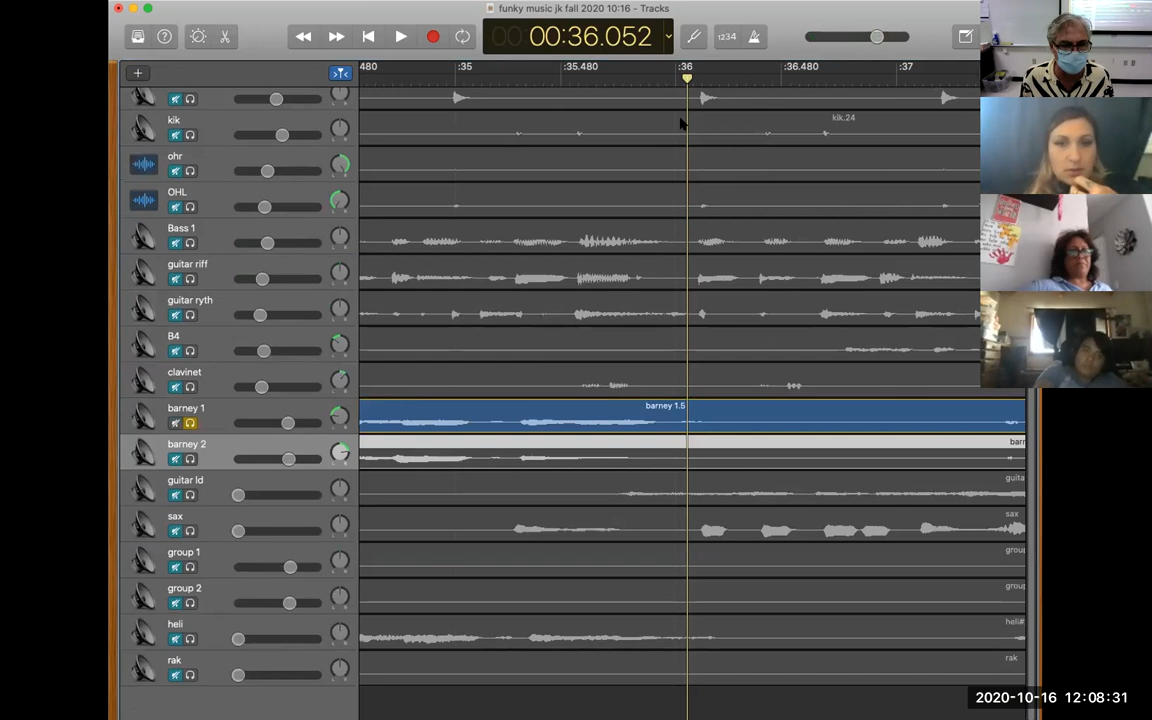 funky music jk fall 2020 10:16 - Tracks
00:36.052
1234
480
:35
:35.480
:36
:36.480
:37
kik
kik.24
ohr
OHL
Bass 1
guitar riff
guitar ryth
B4
clavinet
barney 1
barney 1.5
barney 2
barn
guitar ld
guita
sax
sax
group 1
group
group 2
group
heli
heli#
rak
rak
2020-10-16 12:08:31